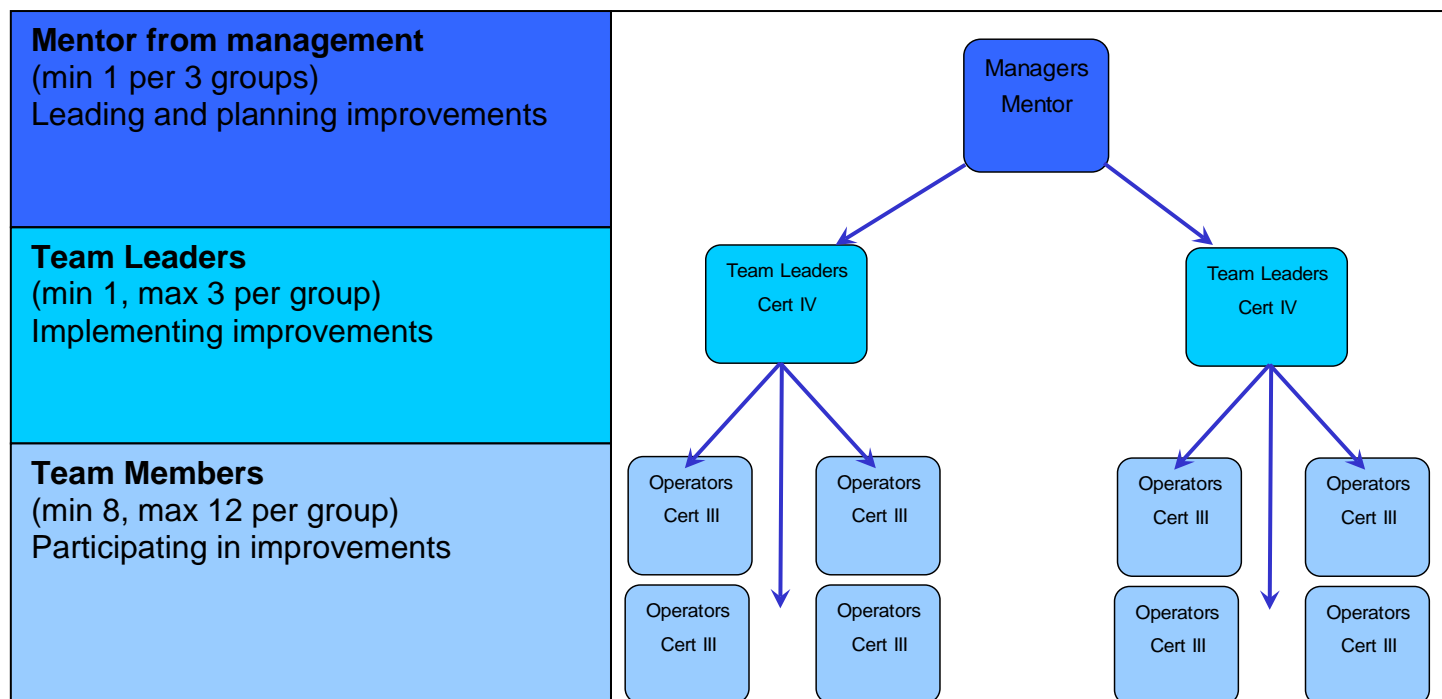 Mentor from management
(min 1 per 3 groups)
Leading and planning improvements
Managers
Mentor
Team Leaders
(min 1, max 3 per group)
Implementing improvements
Team Leaders
Cert IV
Team Leaders
Cert IV
Team Members
(min 8, max 12 per group)
Participating in improvements
Operators
Cert III
Operators
Cert III
Operators
Cert III
Operators
Cert III
Operators
Cert III
Operators
Cert III
Operators
Cert III
Operators
Cert III